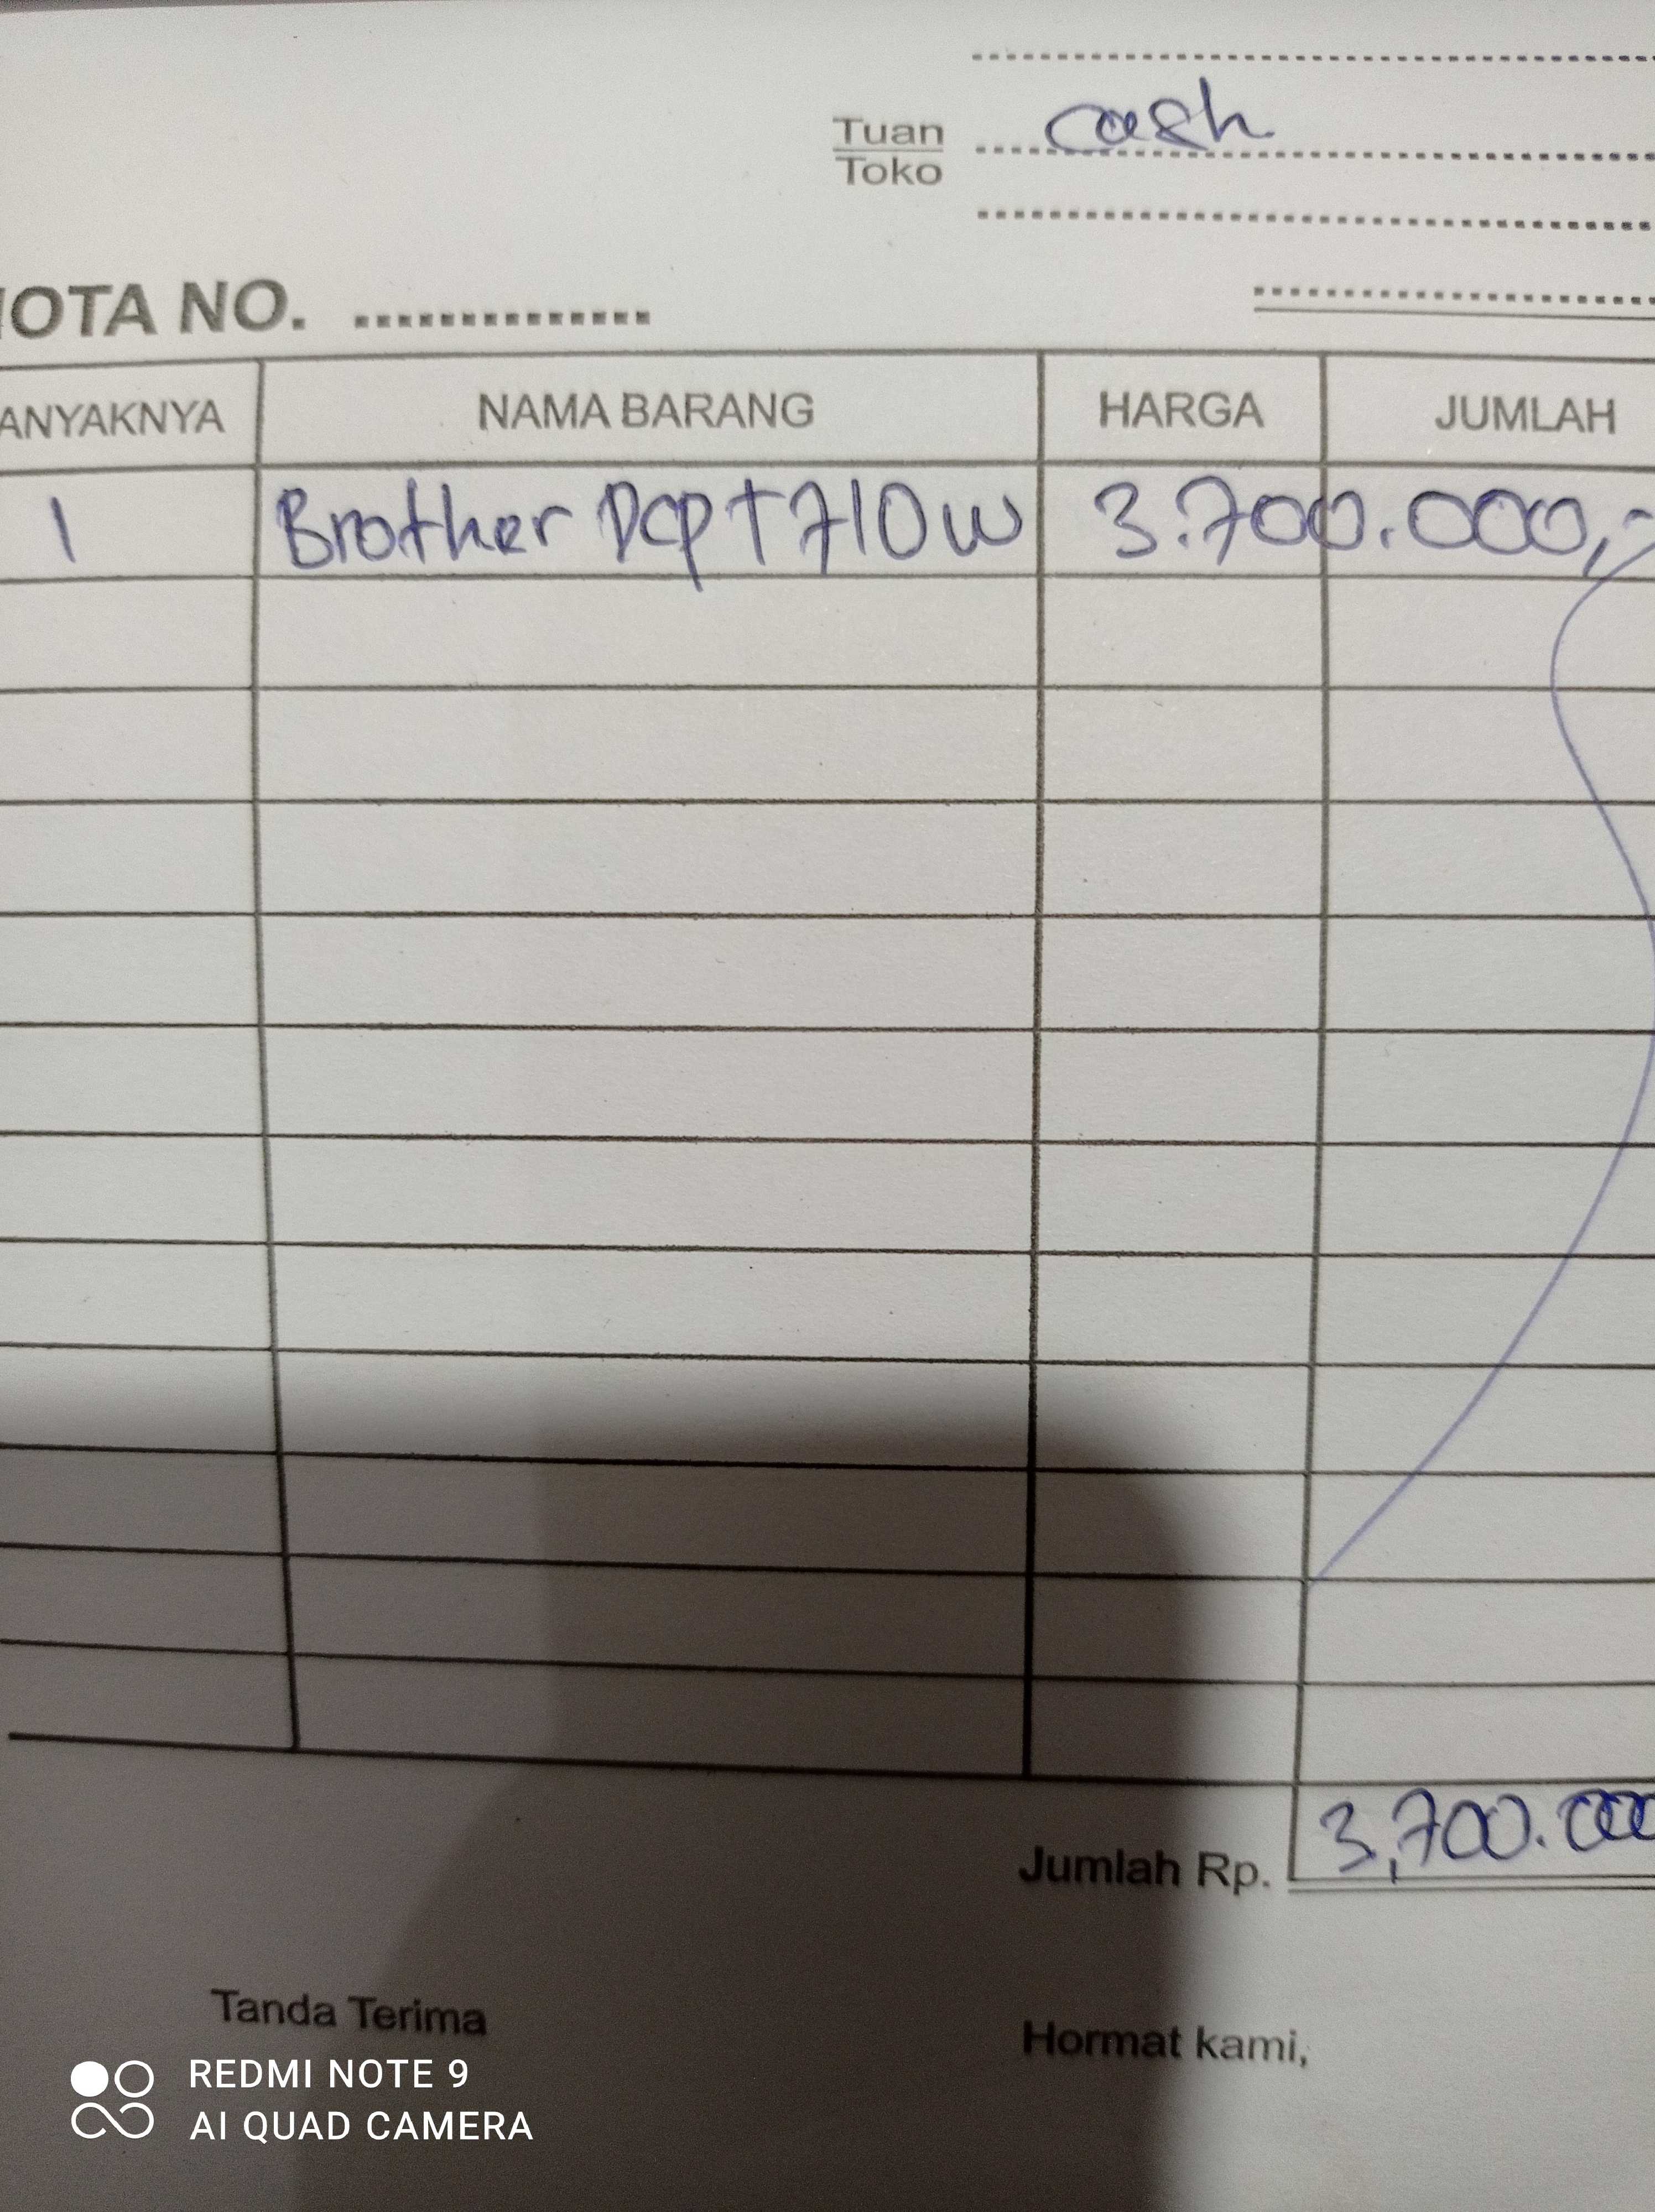 Tuan cash
Toko
NOTA NO. ..............
ANYAKNYA NAMA BARANG HARGA JUMLAH
1 Brother Dcp T710w 3.700.000,-
Jumlah Rp. 3,700.000
Tanda Terima Hormat kami,
REDMI NOTE 9
AI QUAD CAMERA